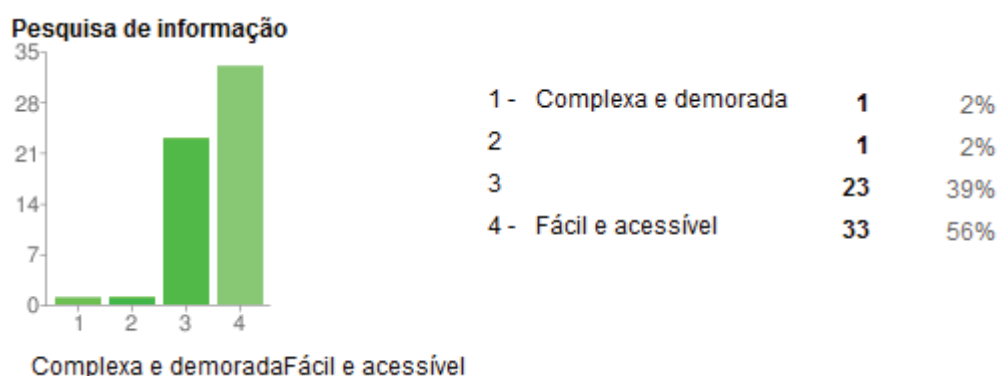 Pesquisa de informação
35
28
21
14
7
0
1 2 3 4
Complexa e demoradaFácil e acessível
1 - Complexa e demorada 1 2%
2 1 2%
3 23 39%
4 - Fácil e acessível 33 56%